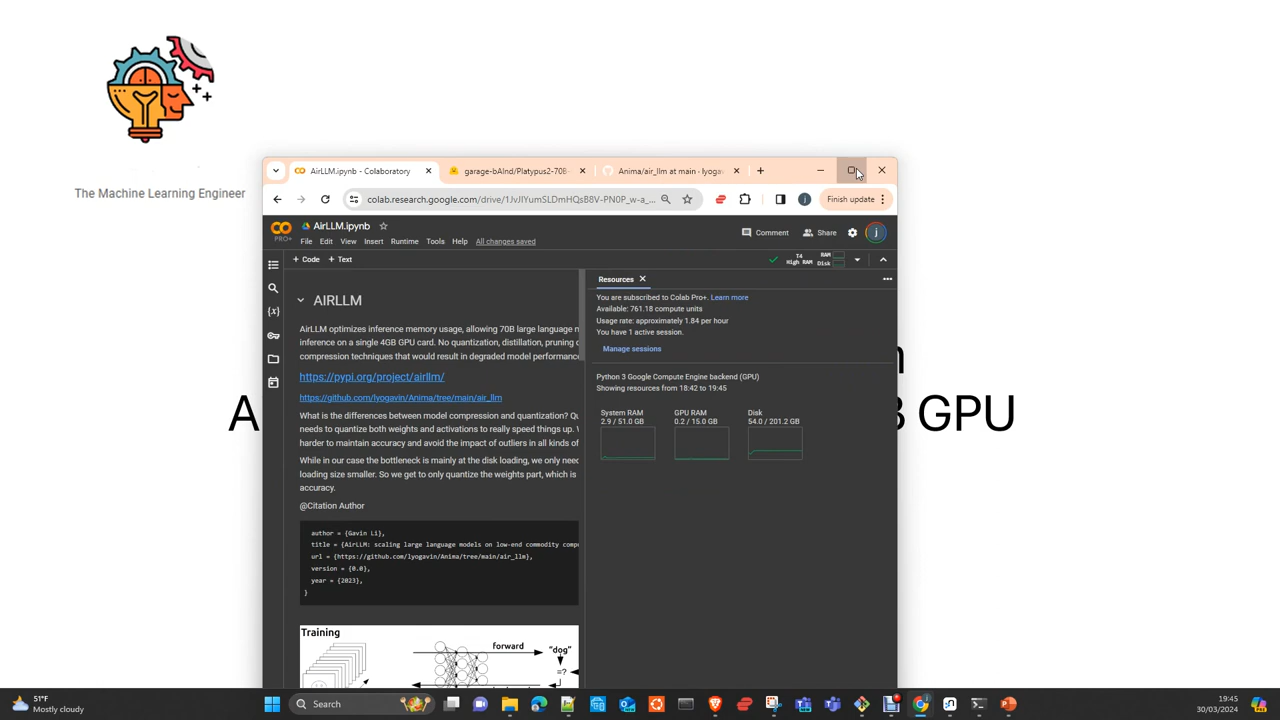 The Machine Learning Engineer
A
B GPU
AirLLM.ipynb - Colaboratory
garage-bAInd/Platypus2-70B
Anima/air_llm at main · lyogav
Finish update
AirLLM.ipynb
PRO+
File Edit View Insert Runtime Tools Help All changes saved
Comment Share
+ Code + Text
T4
High RAM
RAM
Disk
AIRLLM
AirLLM optimizes inference memory usage, allowing 70B large language
inference on a single 4GB GPU card. No quantization, distillation, pruning
compression techniques that would result in degraded model performance
https://pypi.org/project/airllm/
https://github.com/lyogavin/Anima/tree/main/air_llm
What is the differences between model compression and quantization?
needs to quantize both weights and activations to really speed things up.
harder to maintain accuracy and avoid the impact of outliers in all kinds of
While in our case the bottleneck is mainly at the disk loading, we only need
loading size smaller. So we get to only quantize the weights part, which is
accuracy.
@Citation Author
author = {Gavin Li},
title = {AirLLM: scaling large language models on low-end commodity
url = {https://github.com/lyogavin/Anima/tree/main/air_llm},
version = {0.0},
year = {2023},
}
Training
forward
"dog"
=?
Resources
You are subscribed to Colab Pro+. Learn more
Available: 761.18 compute units
Usage rate: approximately 1.84 per hour
You have 1 active session.
Manage sessions
Python 3 Google Compute Engine backend (GPU)
Showing resources from 18:42 to 19:45
System RAM
2.9 / 51.0 GB
GPU RAM
0.2 / 15.0 GB
Disk
54.0 / 201.2 GB
51°F
Mostly cloudy
Search
19:45
30/03/2024